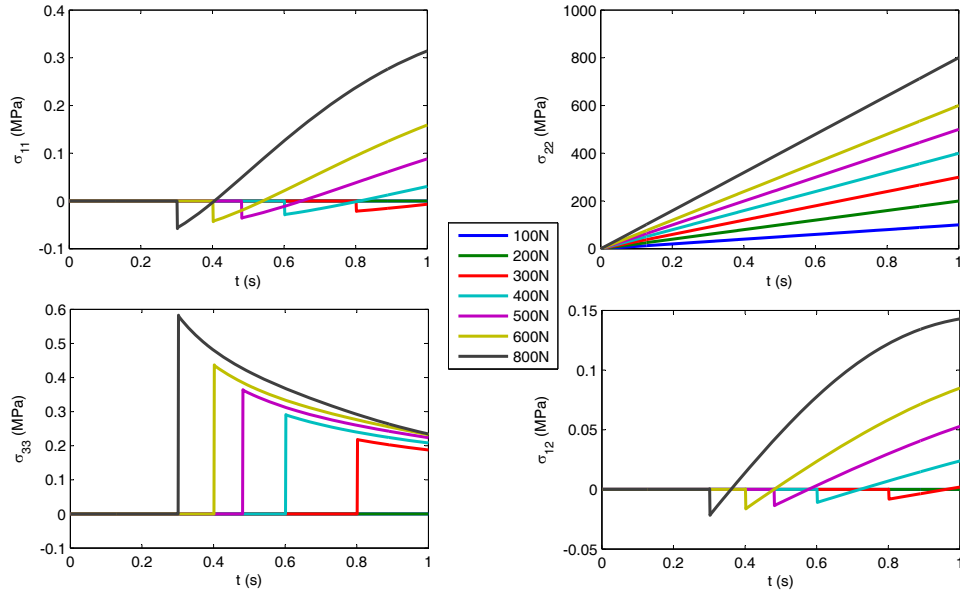 0.4
0.3
0.2
0.1
0
-0.1
σ11 (MPa)
0 0.2 0.4 0.6 0.8 1
t (s)
1000
800
600
400
200
0
σ22 (MPa)
0 0.2 0.4 0.6 0.8 1
t (s)
100N
200N
300N
400N
500N
600N
800N
0.6
0.5
0.4
0.3
0.2
0.1
0
-0.1
σ33 (MPa)
0 0.2 0.4 0.6 0.8 1
t (s)
0.15
0.1
0.05
0
-0.05
σ12 (MPa)
0 0.2 0.4 0.6 0.8 1
t (s)